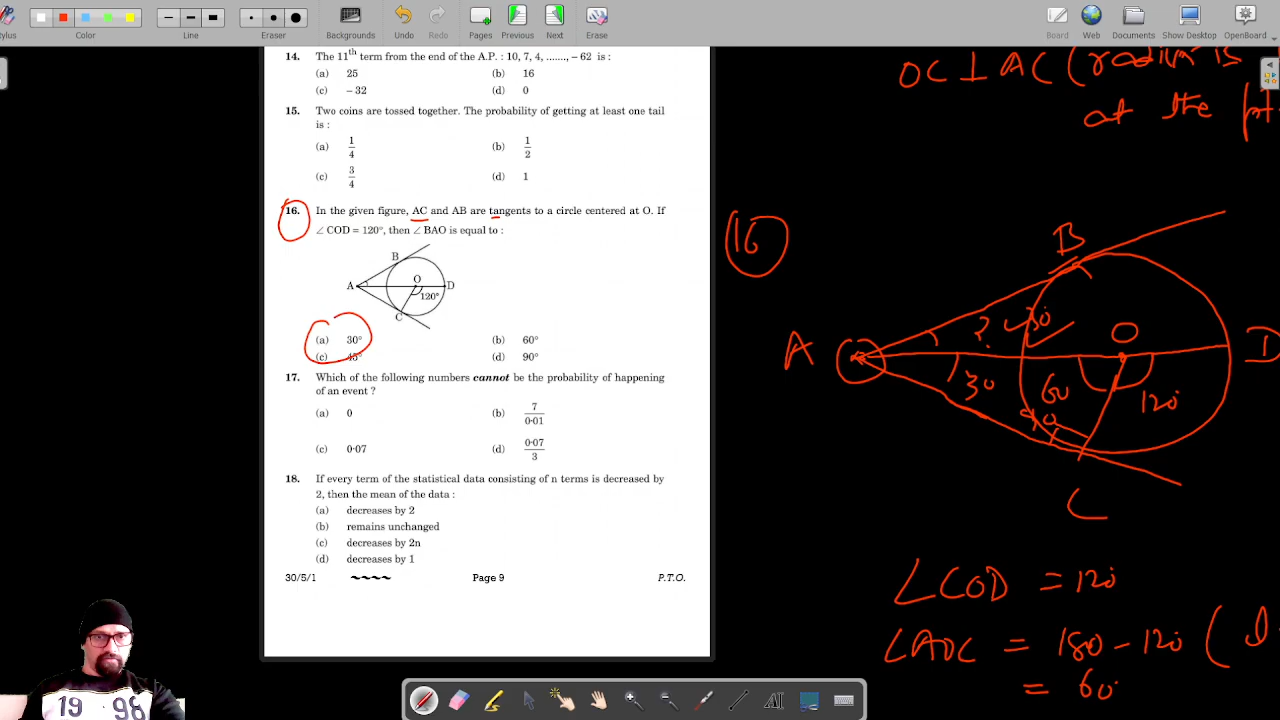 Stylus
Color
Line
Eraser
Backgrounds
Undo
Redo
Pages
Previous
Next
Erase
Board
Web
Documents
Show Desktop
OpenBoard
14. The 11th term from the end of the A.P. : 10, 7, 4, ......., – 62 is :
(a) 25 (b) 16
(c) – 32 (d) 0
15. Two coins are tossed together. The probability of getting at least one tail
is :
(a) 1/4 (b) 1/2
(c) 3/4 (d) 1
16. In the given figure, AC and AB are tangents to a circle centered at O. If
∠ COD = 120°, then ∠ BAO is equal to :
B
A O D
120°
C
(a) 30° (b) 60°
(c) 45° (d) 90°
17. Which of the following numbers cannot be the probability of happening
of an event ?
(a) 0 (b) 7/0·01
(c) 0·07 (d) 0·07/3
18. If every term of the statistical data consisting of n terms is decreased by
2, then the mean of the data :
(a) decreases by 2
(b) remains unchanged
(c) decreases by 2n
(d) decreases by 1
30/5/1 Page 9 P.T.O.
OC ⊥ AC (radius is
at the pt
16
B
? 30
A O D
30 60 120
90
C
∠COD = 120
∠AOC = 180 - 120 (
= 60
19 98